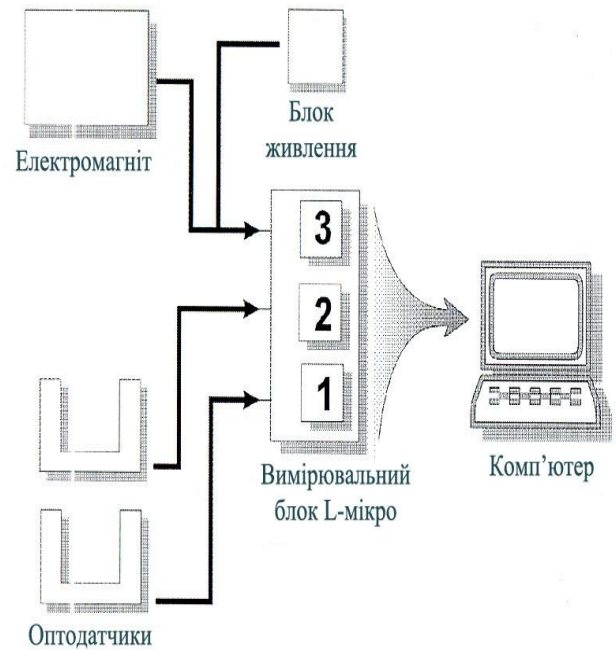 Електромагніт
Блок
живлення
3
2
1
Вимірювальний
блок L-мікро
Комп’ютер
Оптодатчики